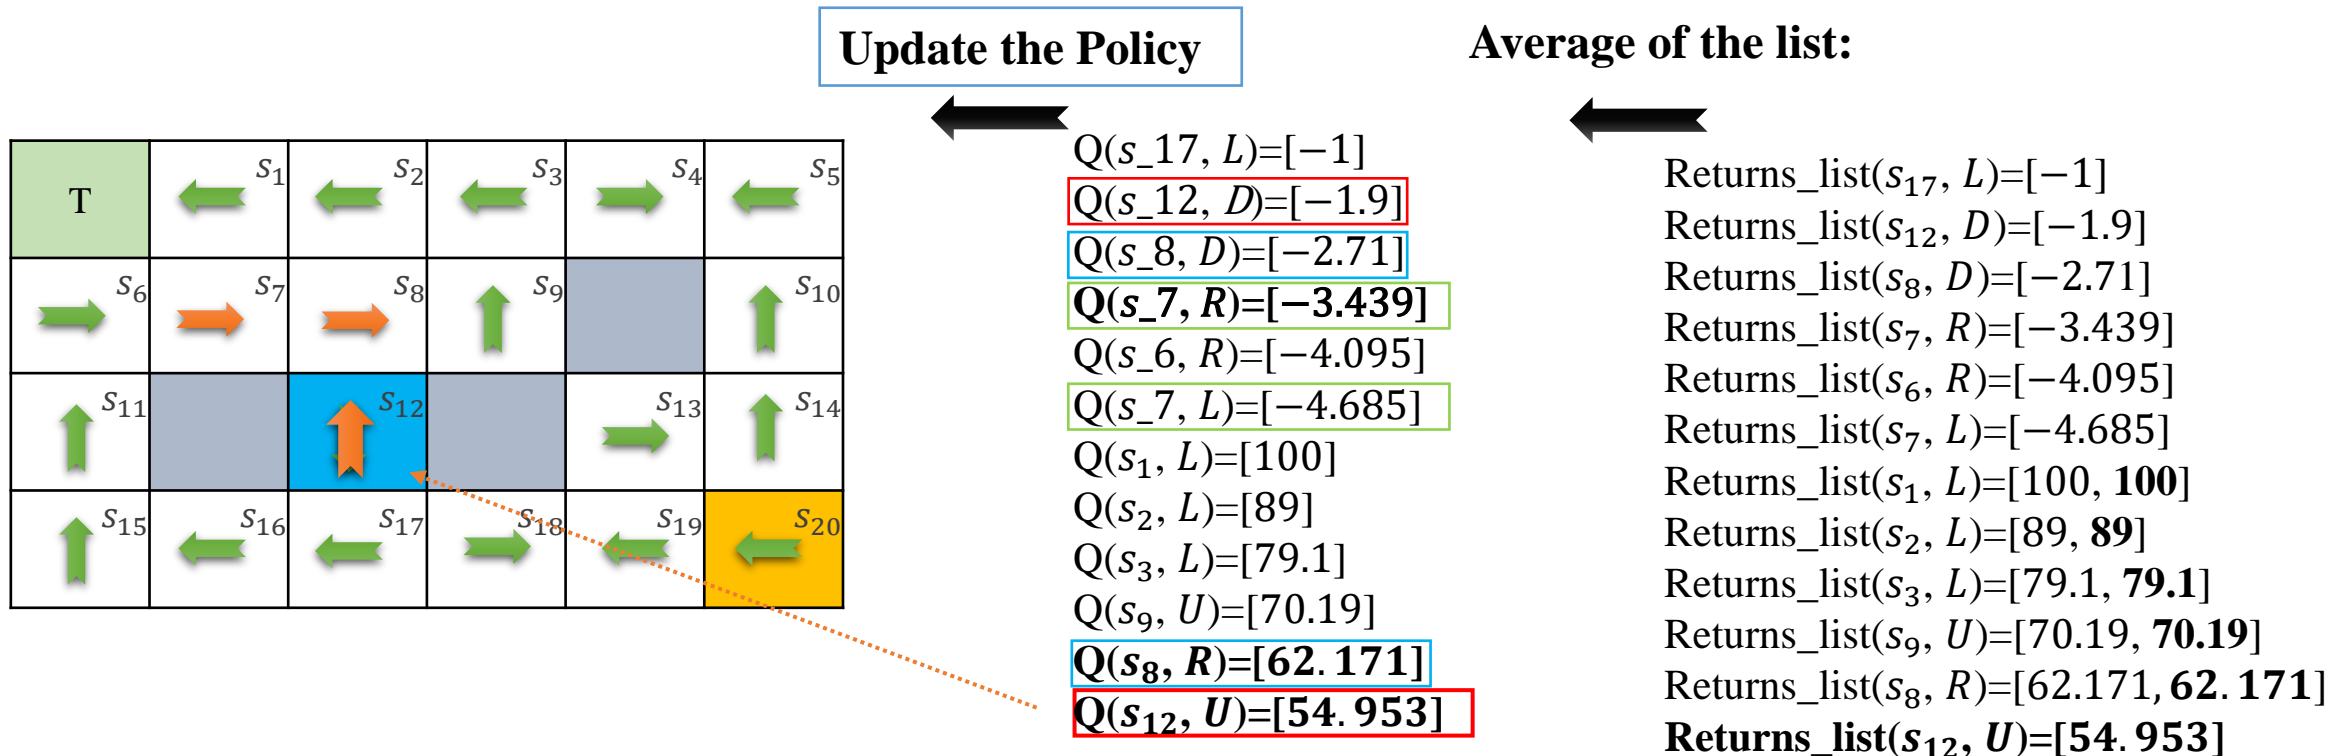 Update the Policy
Average of the list:
T
s₁
s₂
s₃
s₄
s₅
s₆
s₇
s₈
s₉
s₁₀
s₁₁
s₁₂
s₁₃
s₁₄
s₁₅
s₁₆
s₁₇
s₁₈
s₁₉
s₂₀
Q(s_17, L)=[−1]
Q(s_12, D)=[−1.9]
Q(s_8, D)=[−2.71]
Q(s_7, R)=[−3.439]
Q(s_6, R)=[−4.095]
Q(s_7, L)=[−4.685]
Q(s₁, L)=[100]
Q(s₂, L)=[89]
Q(s₃, L)=[79.1]
Q(s₉, U)=[70.19]
Q(s₈, R)=[62.171]
Q(s₁₂, U)=[54.953]
Returns_list(s₁₇, L)=[−1]
Returns_list(s₁₂, D)=[−1.9]
Returns_list(s₈, D)=[−2.71]
Returns_list(s₇, R)=[−3.439]
Returns_list(s₆, R)=[−4.095]
Returns_list(s₇, L)=[−4.685]
Returns_list(s₁, L)=[100, 100]
Returns_list(s₂, L)=[89, 89]
Returns_list(s₃, L)=[79.1, 79.1]
Returns_list(s₉, U)=[70.19, 70.19]
Returns_list(s₈, R)=[62.171, 62.171]
Returns_list(s₁₂, U)=[54.953]